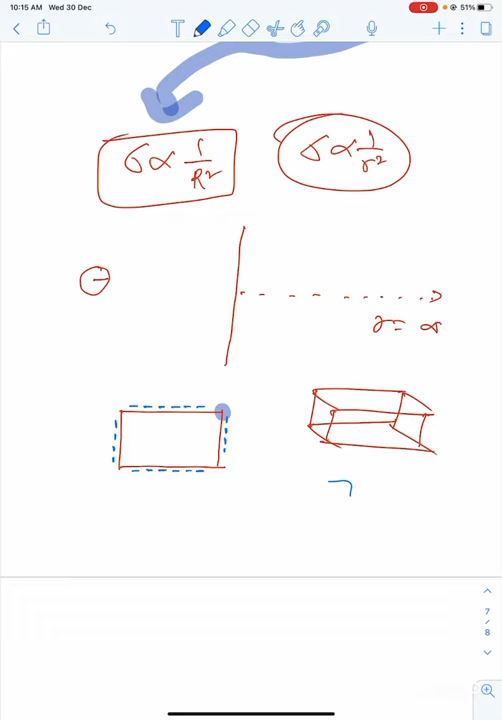 10:15 AM Wed 30 Dec
51%
T
σ ∝ 1/R²
σ ∝ 1/r²
r = ∞
7
/
8